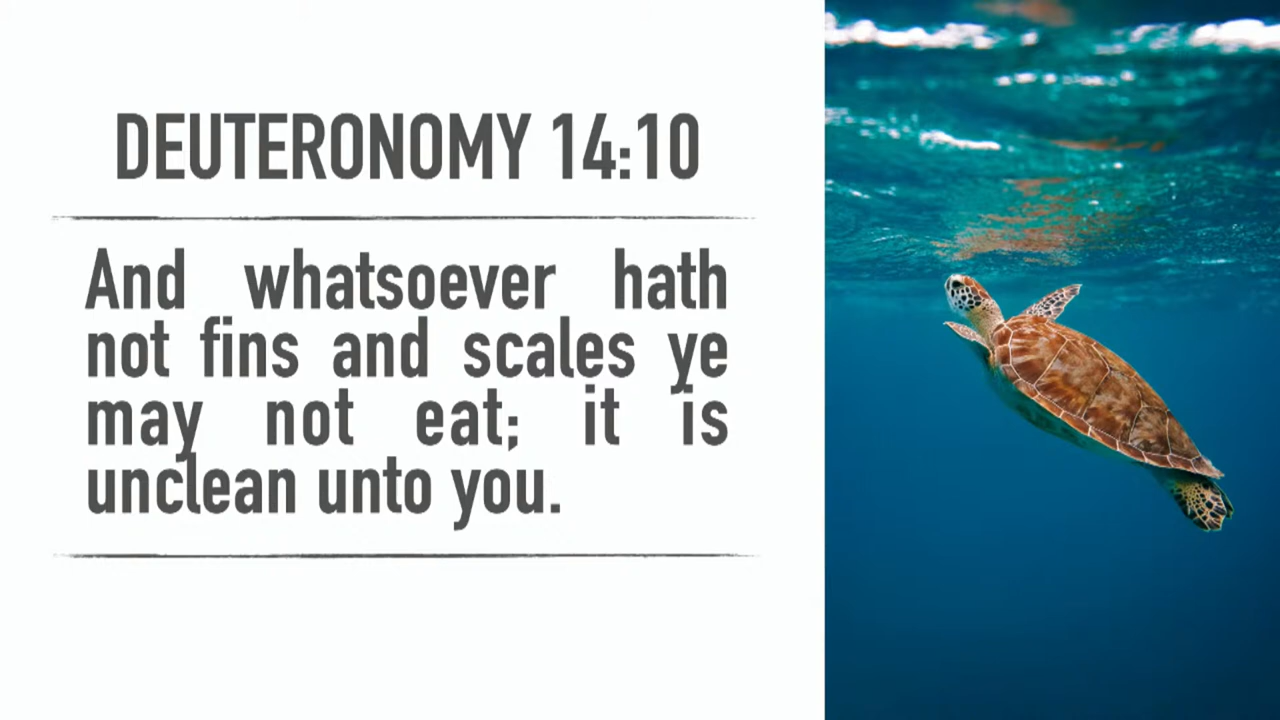 DEUTERONOMY 14:10
And whatsoever hath
not fins and scales ye
may not eat; it is
unclean unto you.